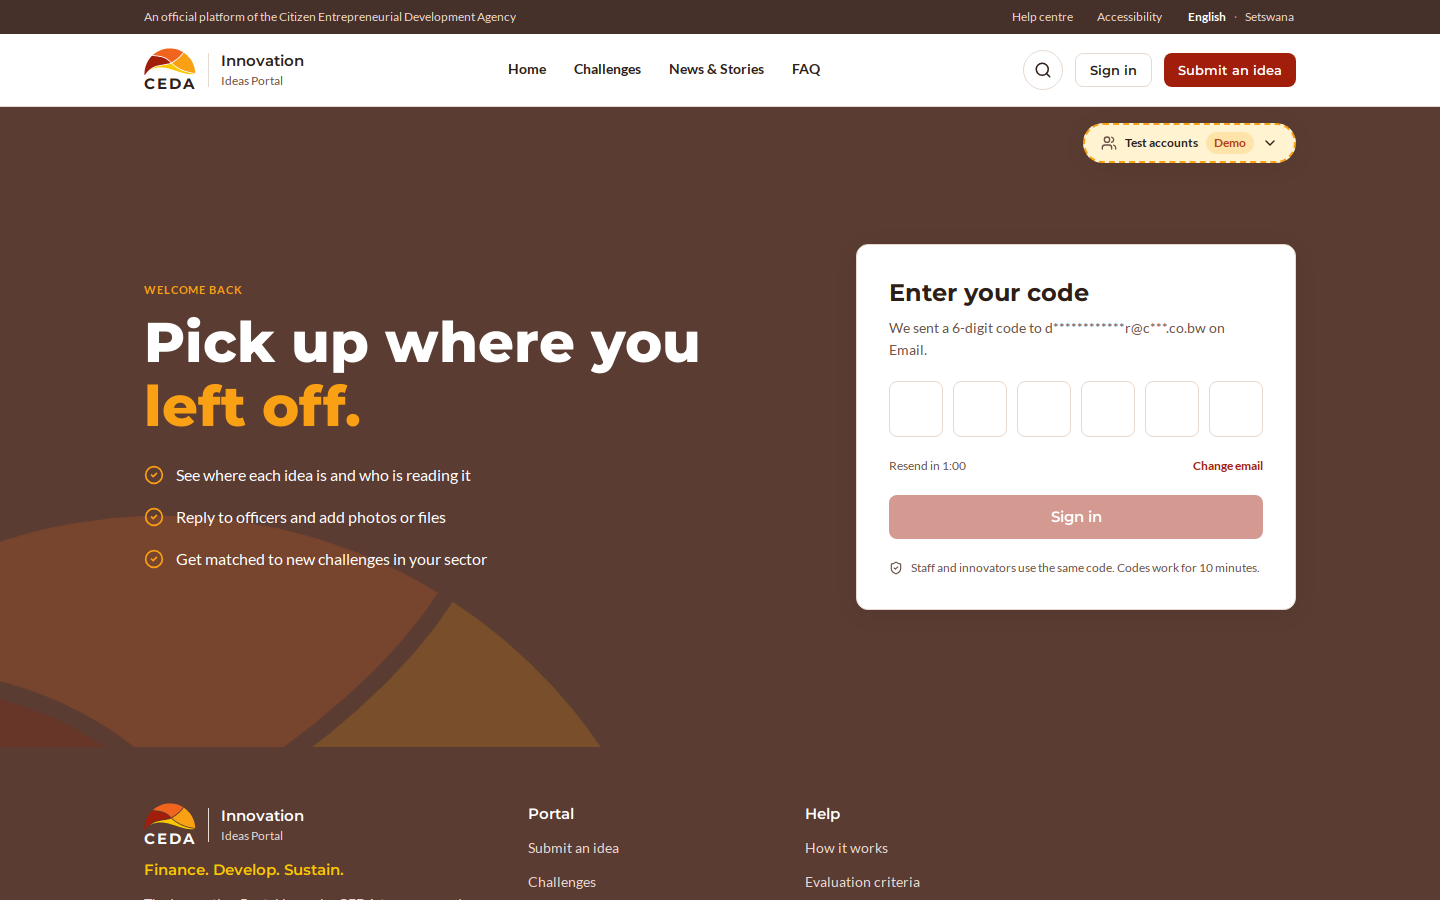 An official platform of the Citizen Entrepreneurial Development Agency
Help centre
Accessibility
English · Setswana
CEDA
Innovation
Ideas Portal
Home
Challenges
News & Stories
FAQ
Sign in
Submit an idea
Test accounts
Demo
WELCOME BACK
Pick up where you
left off.
See where each idea is and who is reading it
Reply to officers and add photos or files
Get matched to new challenges in your sector
Enter your code
We sent a 6-digit code to d************r@c***.co.bw on
Email.
Resend in 1:00
Change email
Sign in
Staff and innovators use the same code. Codes work for 10 minutes.
CEDA
Innovation
Ideas Portal
Finance. Develop. Sustain.
Portal
Submit an idea
Challenges
Help
How it works
Evaluation criteria